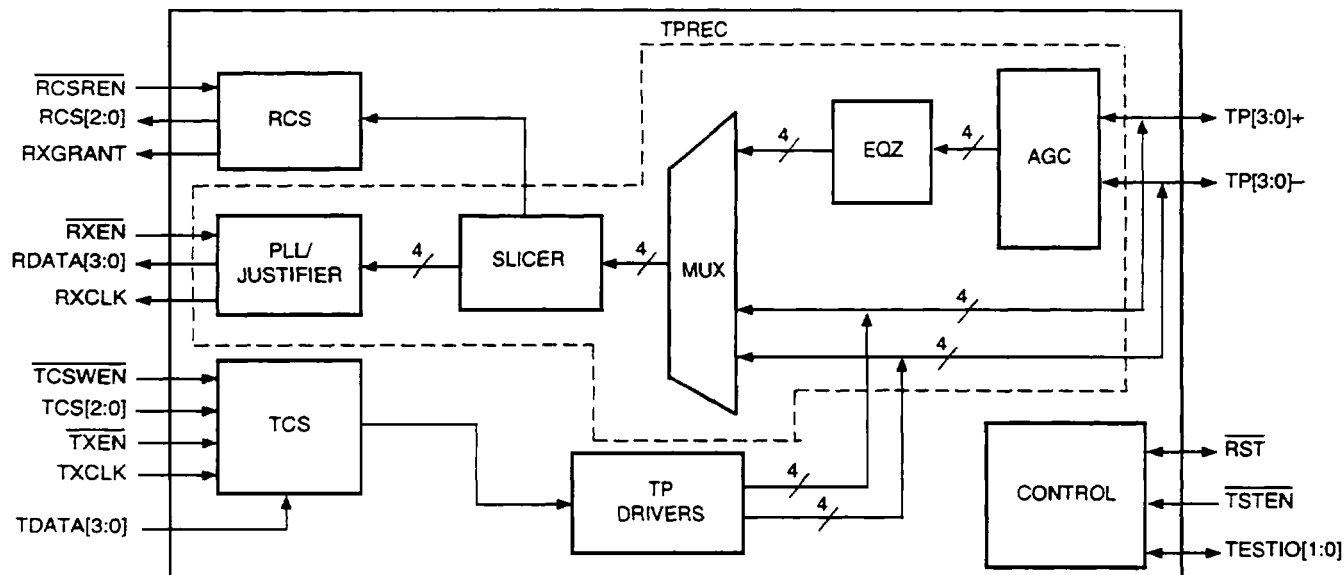 TPREC
RCSREN
RCS[2:0]
RXGRANT
RCS
4
EQZ
4
AGC
TP[3:0]+
TP[3:0]–
RXEN
RDATA[3:0]
RXCLK
PLL/
JUSTIFIER
4
SLICER
4
MUX
4
4
TCSWEN
TCS[2:0]
TXEN
TXCLK
TDATA[3:0]
TCS
TP
DRIVERS
4
4
CONTROL
RST
TSTEN
TESTIO[1:0]